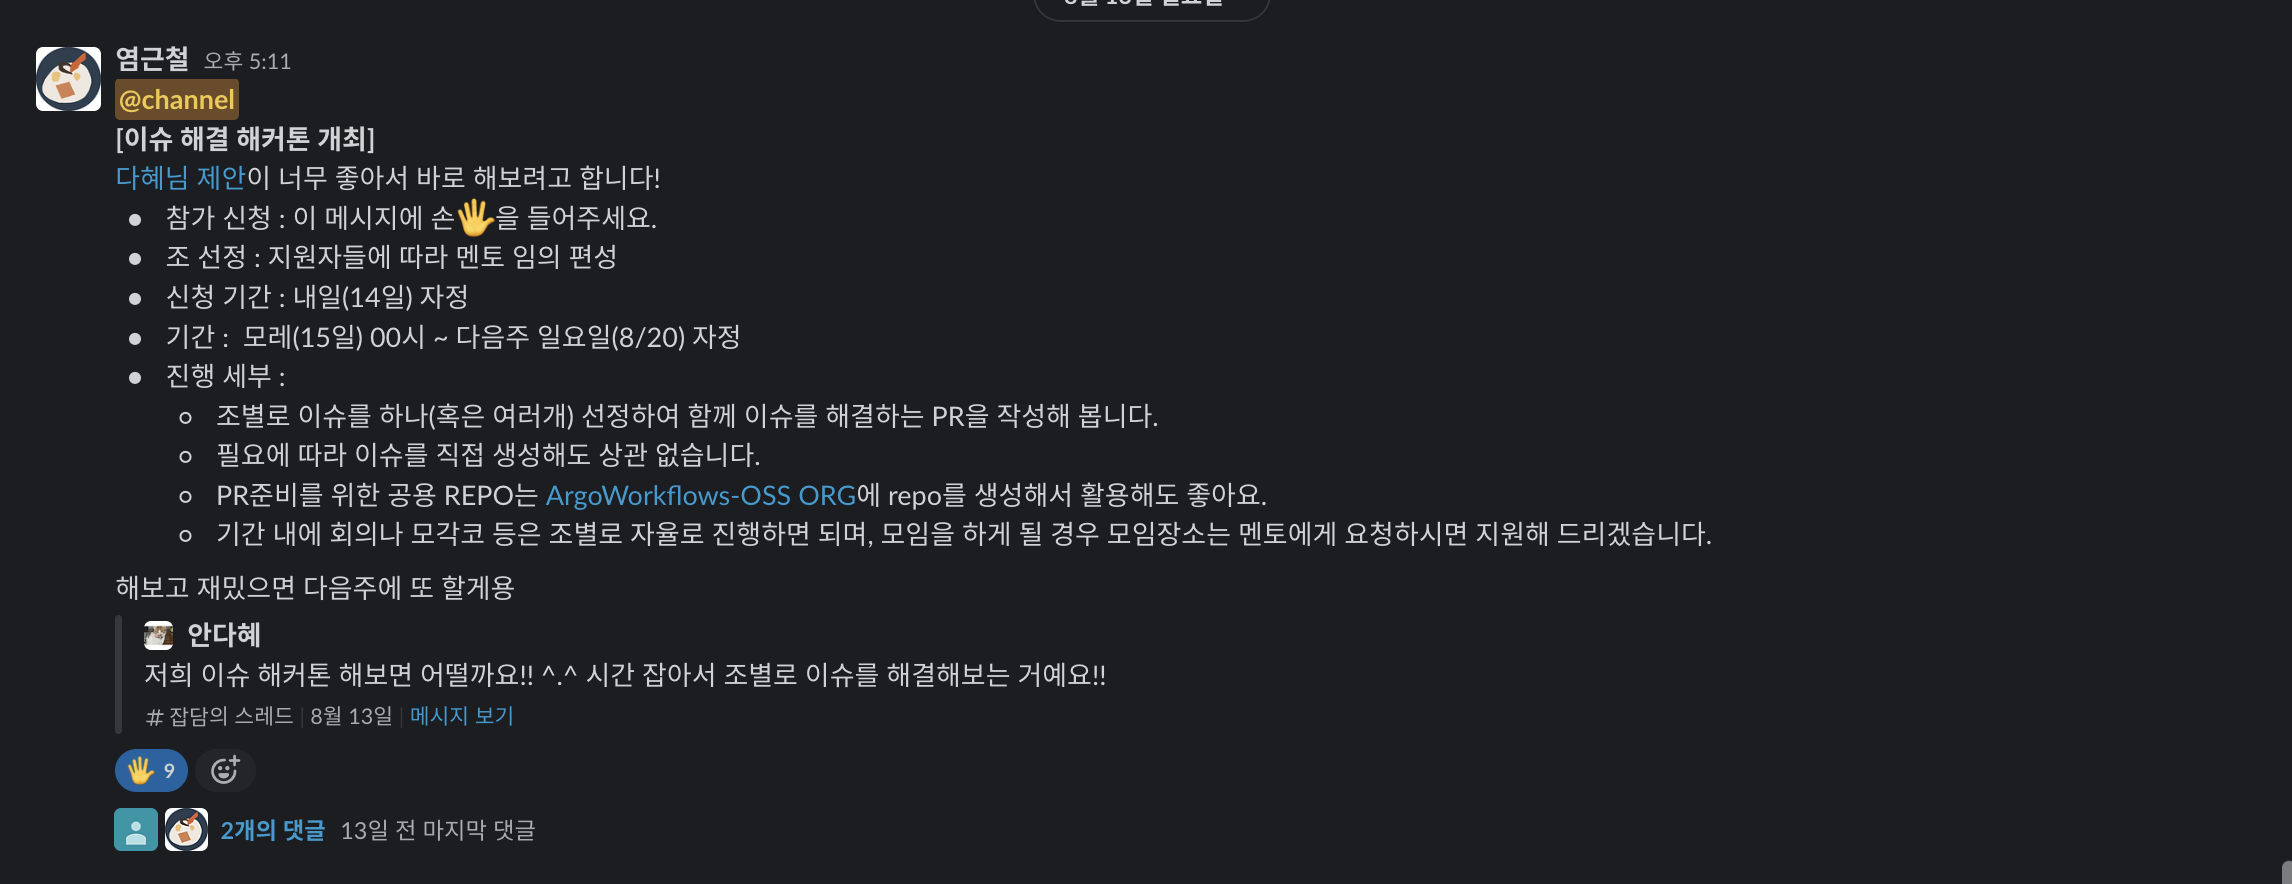 염근철 오후 5:11
@channel
[이슈 해결 해커톤 개최]
다혜님 제안이 너무 좋아서 바로 해보려고 합니다!
● 참가 신청 : 이 메시지에 손🖐을 들어주세요.
● 조 선정 : 지원자들에 따라 멘토 임의 편성
● 신청 기간 : 내일(14일) 자정
● 기간 : 모레(15일) 00시 ~ 다음주 일요일(8/20) 자정
● 진행 세부 :
○ 조별로 이슈를 하나(혹은 여러개) 선정하여 함께 이슈를 해결하는 PR을 작성해 봅니다.
○ 필요에 따라 이슈를 직접 생성해도 상관 없습니다.
○ PR준비를 위한 공용 REPO는 ArgoWorkflows-OSS ORG에 repo를 생성해서 활용해도 좋아요.
○ 기간 내에 회의나 모각코 등은 조별로 자율로 진행하면 되며, 모임을 하게 될 경우 모임장소는 멘토에게 요청하시면 지원해 드리겠습니다.
해보고 재밌으면 다음주에 또 할게용
안다혜
저희 이슈 해커톤 해보면 어떨까요!! ^.^ 시간 잡아서 조별로 이슈를 해결해보는 거예요!!
# 잡담의 스레드 | 8월 13일 | 메시지 보기
🖐 9
2개의 댓글 13일 전 마지막 댓글